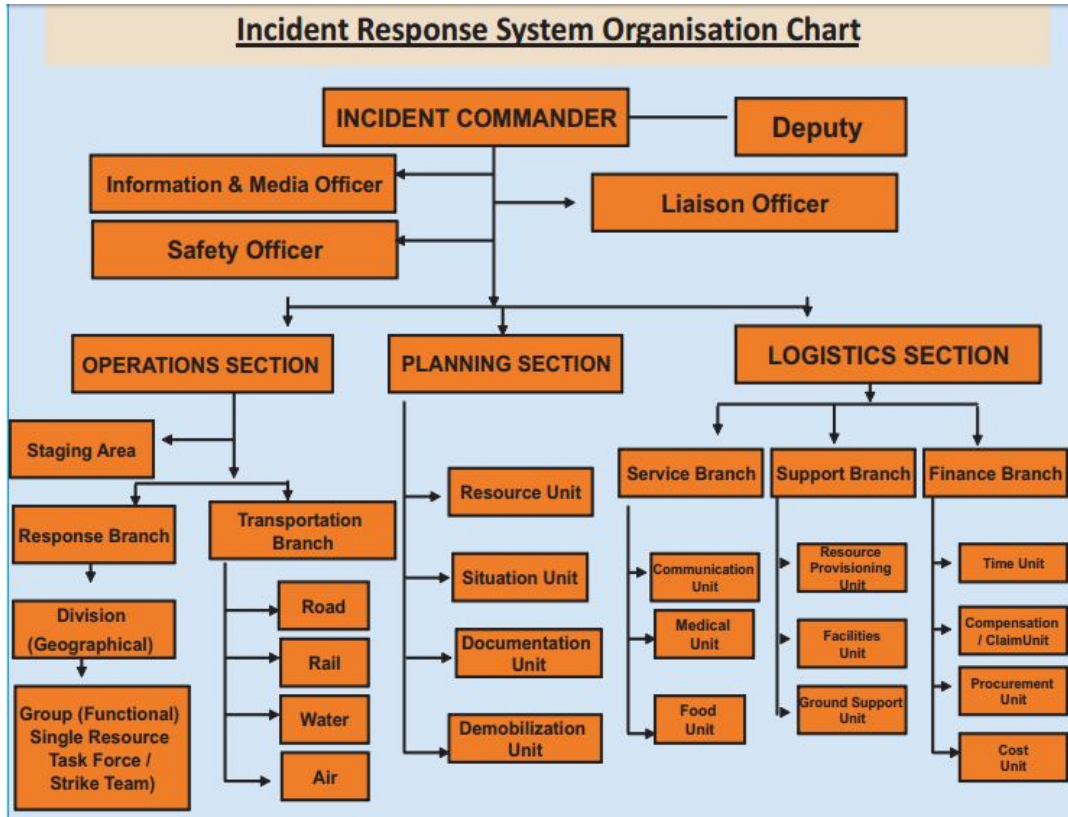 Incident Response System Organisation Chart
INCIDENT COMMANDER
Deputy
Information & Media Officer
Liaison Officer
Safety Officer
OPERATIONS SECTION
PLANNING SECTION
LOGISTICS SECTION
Staging Area
Response Branch
Transportation
Branch
Division
(Geographical)
Group (Functional)
Single Resource
Task Force /
Strike Team)
Road
Rail
Water
Air
Resource Unit
Situation Unit
Documentation
Unit
Demobilization
Unit
Service Branch
Support Branch
Finance Branch
Communication
Unit
Medical
Unit
Food
Unit
Resource
Provisioning
Unit
Facilities
Unit
Ground Support
Unit
Time Unit
Compensation
/ ClaimUnit
Procurement
Unit
Cost
Unit